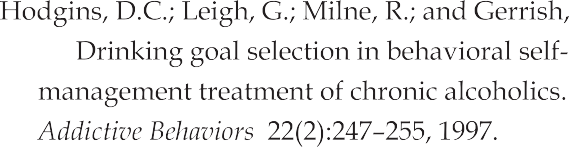 Hodgins, D.C.; Leigh, G.; Milne, R.; and Gerrish,
Drinking goal selection in behavioral self-
management treatment of chronic alcoholics.
Addictive Behaviors 22(2):247–255, 1997.